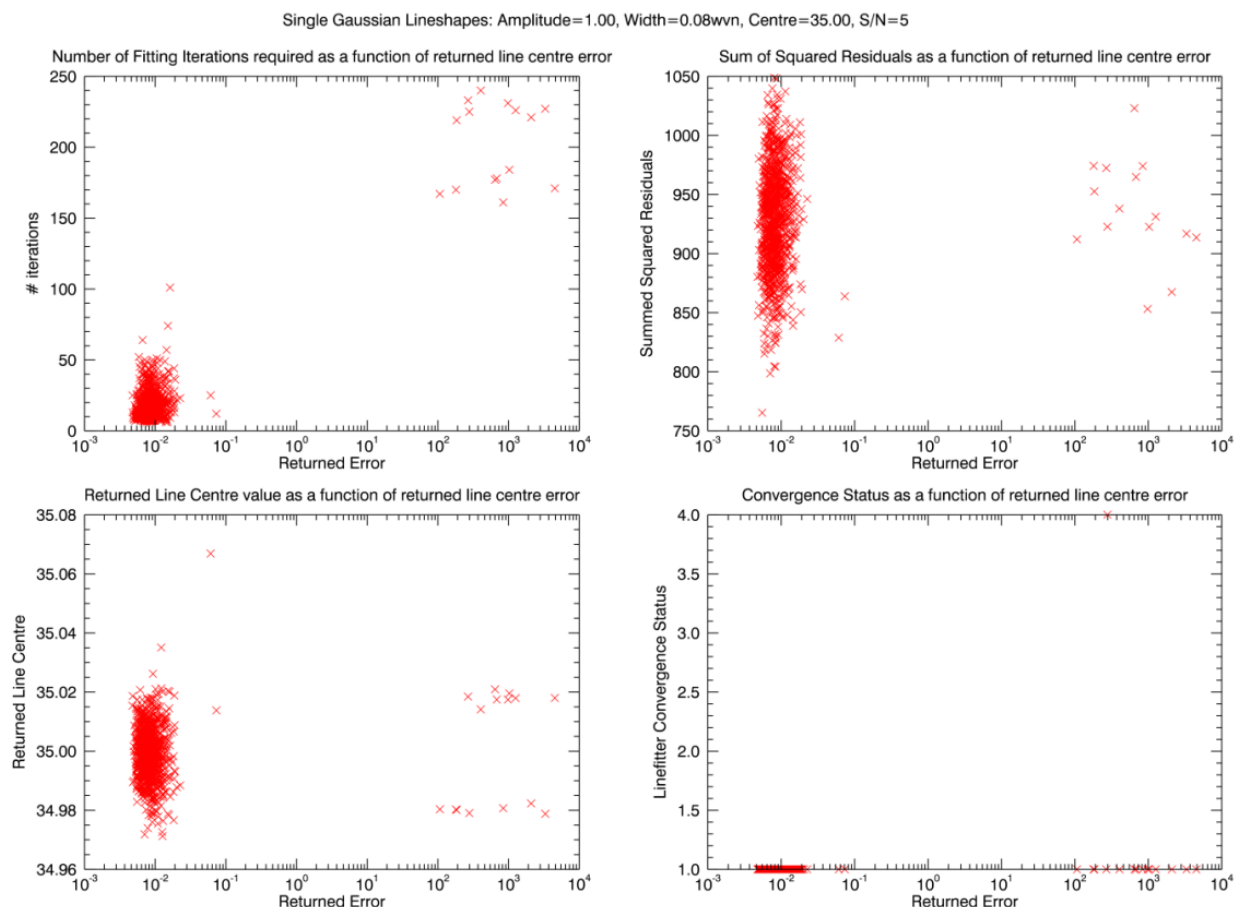 Single Gaussian Lineshapes: Amplitude=1.00, Width=0.08wvn, Centre=35.00, S/N=5
Number of Fitting Iterations required as a function of returned line centre error
250
200
150
100
50
0
# iterations
10^-3 10^-2 10^-1 10^0 10^1 10^2 10^3 10^4
Returned Error
Sum of Squared Residuals as a function of returned line centre error
1050
1000
950
900
850
800
750
Summed Squared Residuals
10^-3 10^-2 10^-1 10^0 10^1 10^2 10^3 10^4
Returned Error
Returned Line Centre value as a function of returned line centre error
35.08
35.06
35.04
35.02
35.00
34.98
34.96
Returned Line Centre
10^-3 10^-2 10^-1 10^0 10^1 10^2 10^3 10^4
Returned Error
Convergence Status as a function of returned line centre error
4.0
3.5
3.0
2.5
2.0
1.5
1.0
Linefitter Convergence Status
10^-3 10^-2 10^-1 10^0 10^1 10^2 10^3 10^4
Returned Error